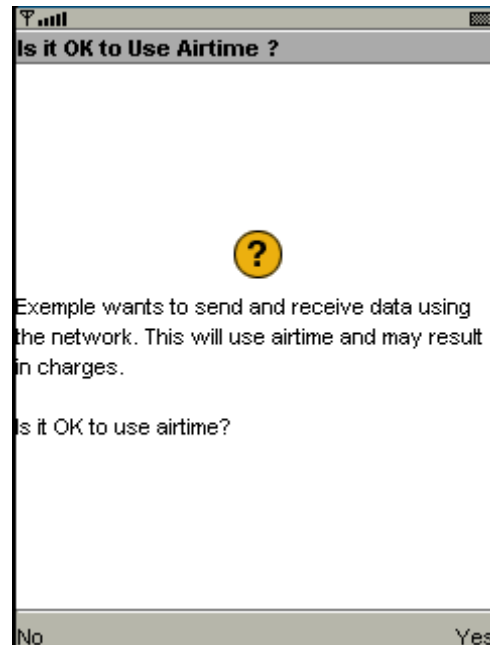 Is it OK to Use Airtime ?
?
Exemple wants to send and receive data using
the network. This will use airtime and may result
in charges.
Is it OK to use airtime?
No
Yes